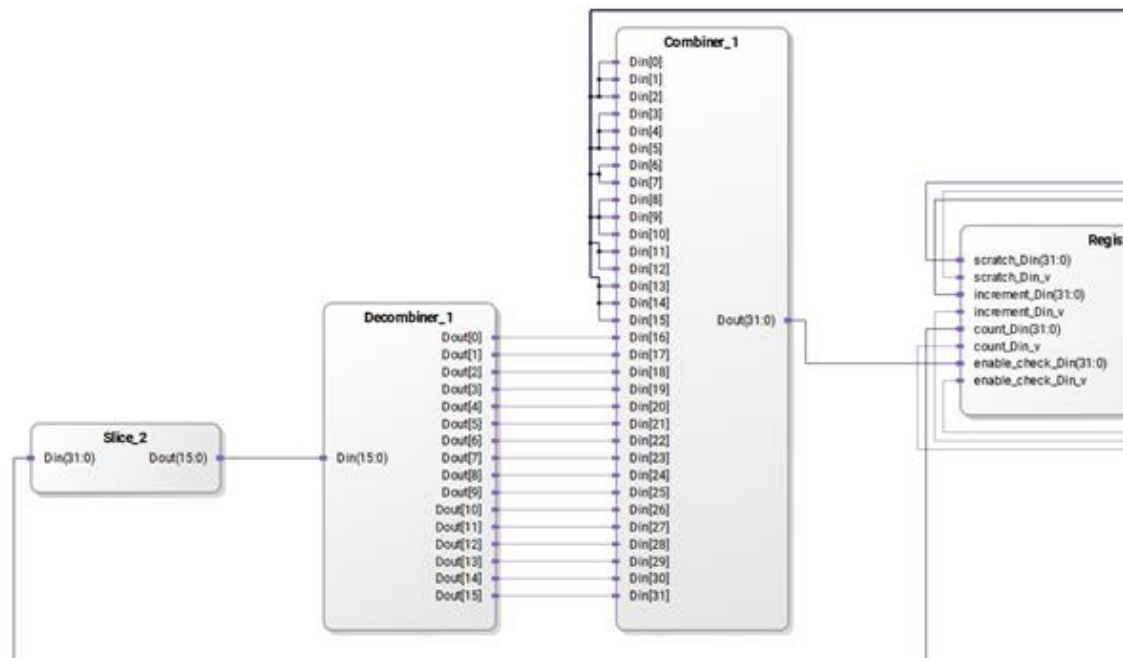 Combiner_1
Din[0]
Din[1]
Din[2]
Din[3]
Din[4]
Din[5]
Din[6]
Din[7]
Din[8]
Din[9]
Din[10]
Din[11]
Din[12]
Din[13]
Din[14]
Din[15]
Din[16]
Din[17]
Din[18]
Din[19]
Din[20]
Din[21]
Din[22]
Din[23]
Din[24]
Din[25]
Din[26]
Din[27]
Din[28]
Din[29]
Din[30]
Din[31]
Dout(31:0)
Regist
scratch_Din(31:0)
scratch_Din_v
increment_Din(31:0)
increment_Din_v
count_Din(31:0)
count_Din_v
enable_check_Din(31:0)
enable_check_Din_v
Decombiner_1
Din(15:0)
Dout[0]
Dout[1]
Dout[2]
Dout[3]
Dout[4]
Dout[5]
Dout[6]
Dout[7]
Dout[8]
Dout[9]
Dout[10]
Dout[11]
Dout[12]
Dout[13]
Dout[14]
Dout[15]
Slice_2
Din(31:0) Dout(15:0)